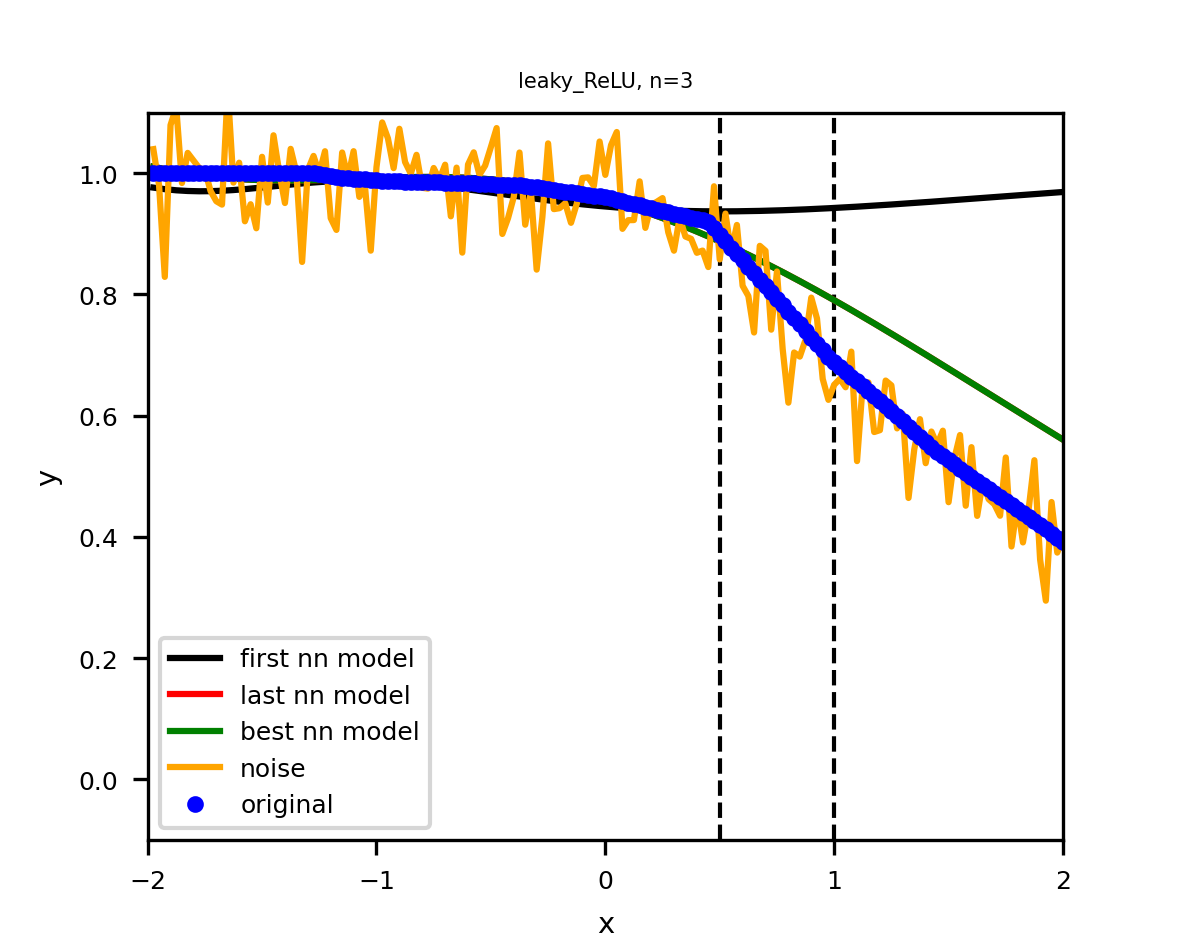 leaky_ReLU, n=3
y
1.0
0.8
0.6
0.4
0.2
0.0
first nn model
last nn model
best nn model
noise
original
−2
−1
0
1
2
x